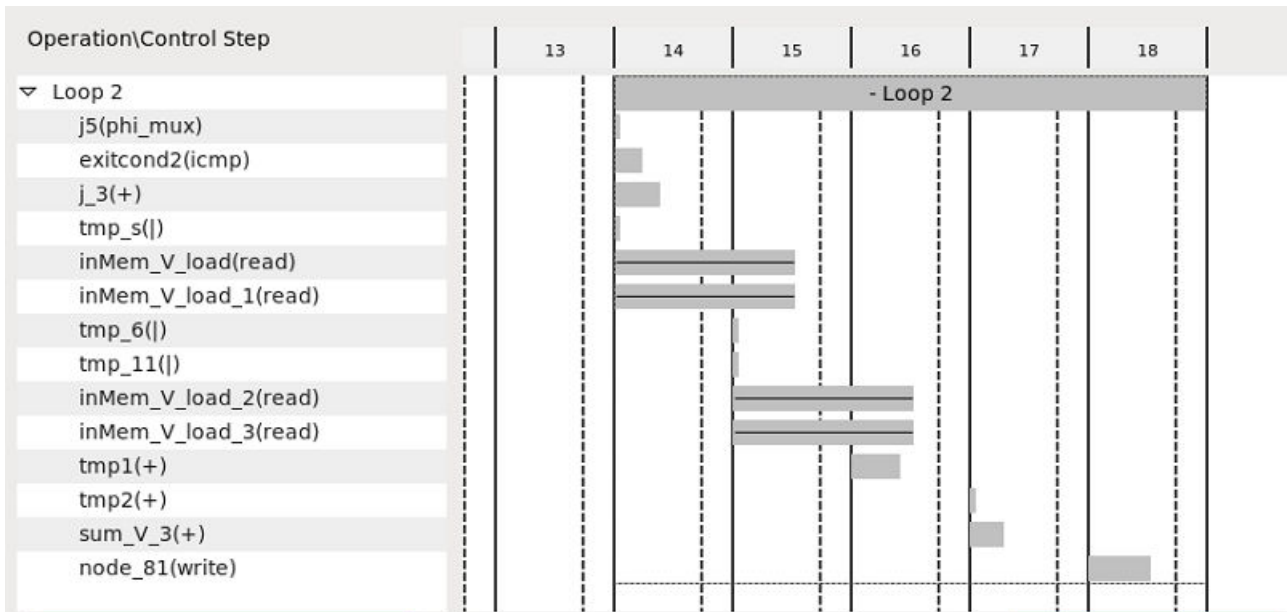 Operation\Control Step
13 14 15 16 17 18
Loop 2
- Loop 2
j5(phi_mux)
exitcond2(icmp)
j_3(+)
tmp_s(|)
inMem_V_load(read)
inMem_V_load_1(read)
tmp_6(|)
tmp_11(|)
inMem_V_load_2(read)
inMem_V_load_3(read)
tmp1(+)
tmp2(+)
sum_V_3(+)
node_81(write)